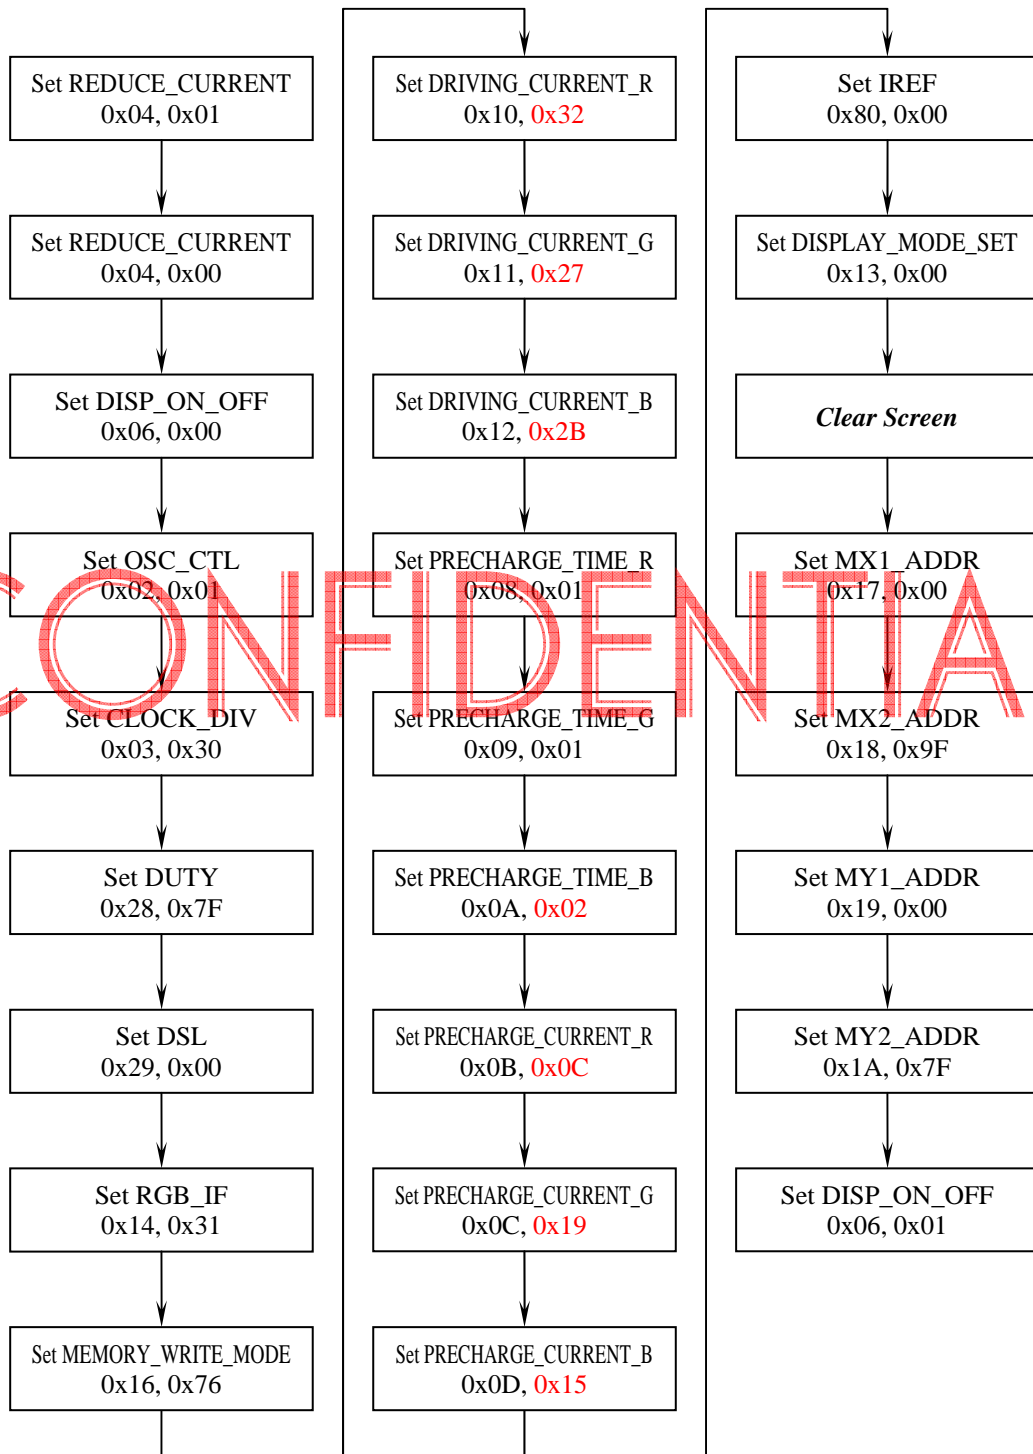 Set REDUCE_CURRENT
0x04, 0x01
Set REDUCE_CURRENT
0x04, 0x00
Set DISP_ON_OFF
0x06, 0x00
Set OSC_CTL
0x02, 0x01
Set CLOCK_DIV
0x03, 0x30
Set DUTY
0x28, 0x7F
Set DSL
0x29, 0x00
Set RGB_IF
0x14, 0x31
Set MEMORY_WRITE_MODE
0x16, 0x76
Set DRIVING_CURRENT_R
0x10, 0x32
Set DRIVING_CURRENT_G
0x11, 0x27
Set DRIVING_CURRENT_B
0x12, 0x2B
Set PRECHARGE_TIME_R
0x08, 0x01
Set PRECHARGE_TIME_G
0x09, 0x01
Set PRECHARGE_TIME_B
0x0A, 0x02
Set PRECHARGE_CURRENT_R
0x0B, 0x0C
Set PRECHARGE_CURRENT_G
0x0C, 0x19
Set PRECHARGE_CURRENT_B
0x0D, 0x15
Set IREF
0x80, 0x00
Set DISPLAY_MODE_SET
0x13, 0x00
Clear Screen
Set MX1_ADDR
0x17, 0x00
Set MX2_ADDR
0x18, 0x9F
Set MY1_ADDR
0x19, 0x00
Set MY2_ADDR
0x1A, 0x7F
Set DISP_ON_OFF
0x06, 0x01
CONFIDENTIA